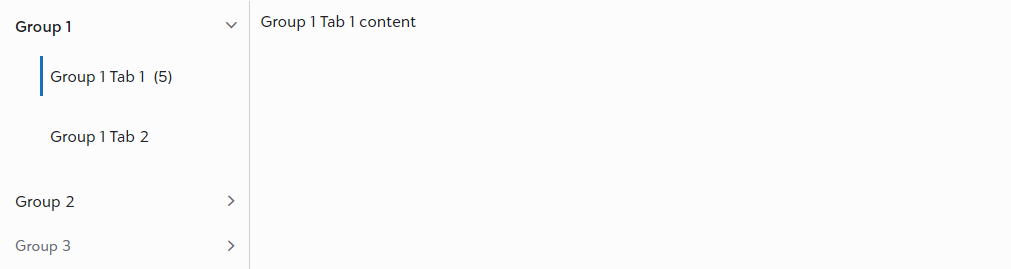 Group 1
Group 1 Tab 1 (5)
Group 1 Tab 2
Group 2
Group 3
Group 1 Tab 1 content